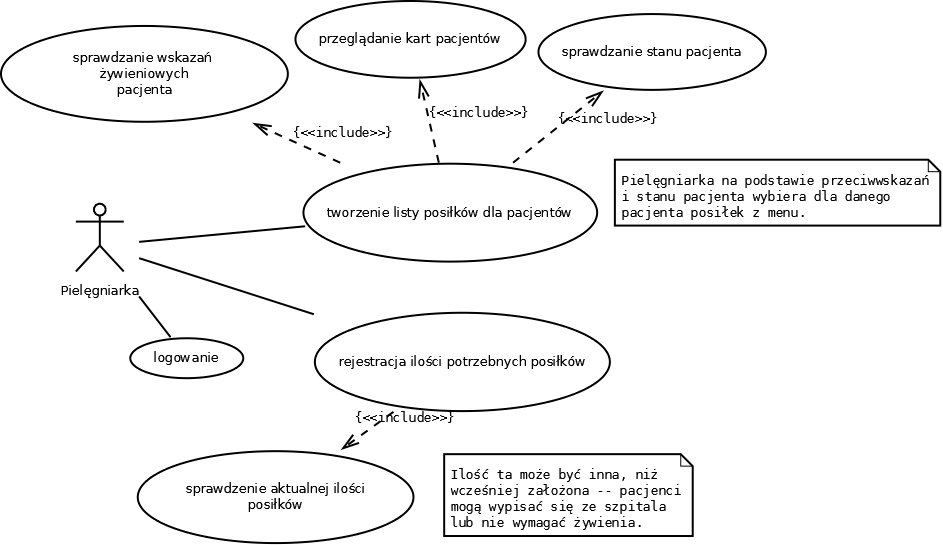 przeglądanie kart pacjentów
sprawdzanie stanu pacjenta
sprawdzanie wskazań
żywieniowych
pacjenta
{<<include>>}
{<<include>>}
{<<include>>}
Pielęgniarka na podstawie przeciwwskazań
i stanu pacjenta wybiera dla danego
pacjenta posiłek z menu.
tworzenie listy posiłków dla pacjentów
Pielęgniarka
logowanie
rejestracja ilości potrzebnych posiłków
{<<include>>}
sprawdzenie aktualnej ilości
posiłków
Ilość ta może być inna, niż
wcześniej założona -- pacjenci
mogą wypisać się ze szpitala
lub nie wymagać żywienia.